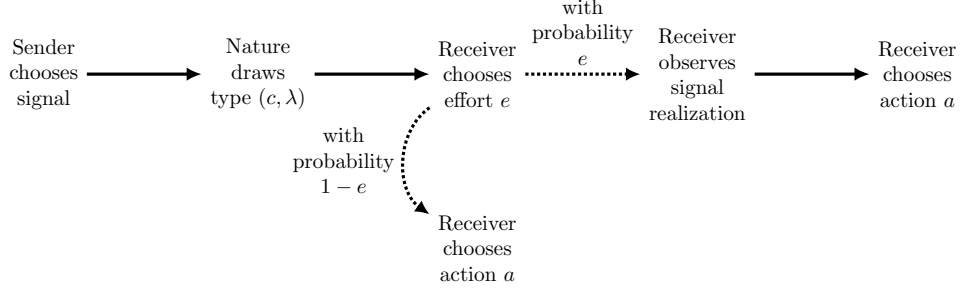 Sender
chooses
signal
Nature
draws
type (c, λ)
Receiver
chooses
effort e
with
probability
e
Receiver
observes
signal
realization
Receiver
chooses
action a
with
probability
1 − e
Receiver
chooses
action a